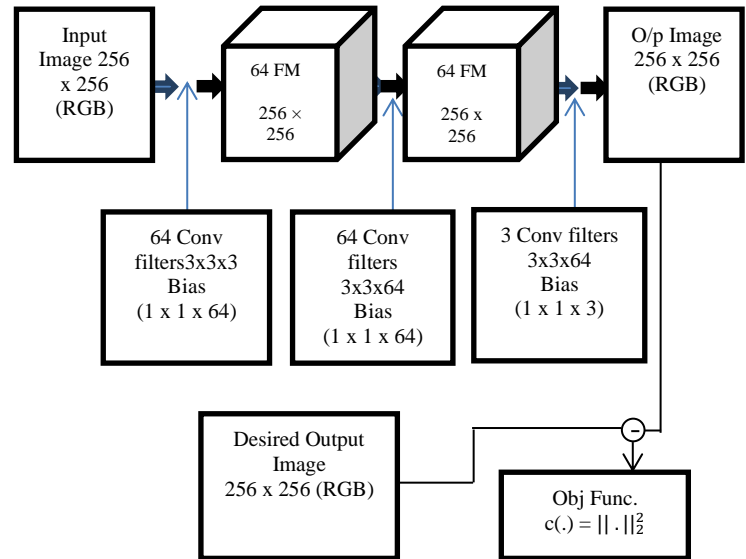 Input
Image 256
x 256
(RGB)
64 FM
256 ×
256
64 FM
256 x
256
O/p Image
256 x 256
(RGB)
64 Conv
filters3x3x3
Bias
(1 x 1 x 64)
64 Conv
filters
3x3x64
Bias
(1 x 1 x 64)
3 Conv filters
3x3x64
Bias
(1 x 1 x 3)
Desired Output
Image
256 x 256 (RGB)
-
Obj Func.
c(.) = || . ||₂²